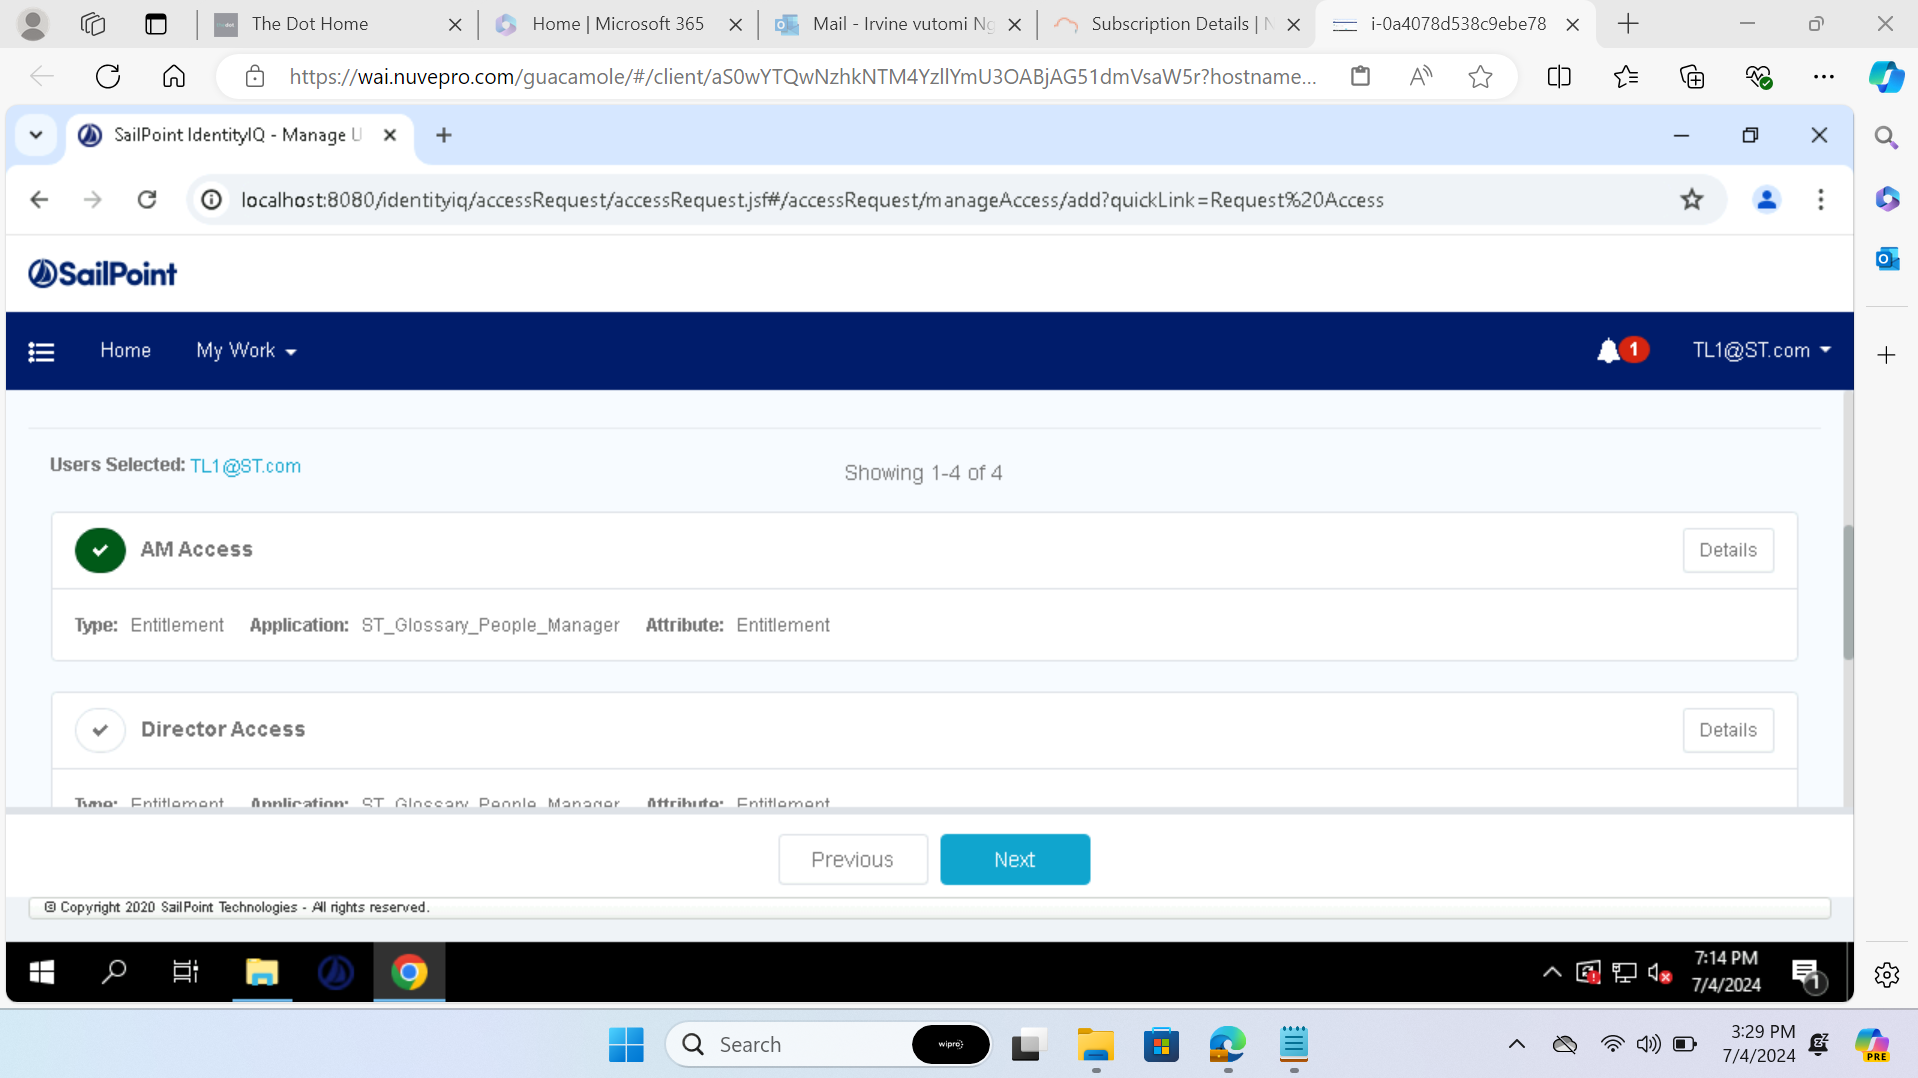 The Dot Home
Home | Microsoft 365
Mail - Irvine vutomi Ng
Subscription Details | N
i-0a4078d538c9ebe78
https://wai.nuvepro.com/guacamole/#/client/
SailPoint IdentityIQ - Manage U
localhost:8080/identityiq/accessRequest/accessRequest.jsf#/accessRequest/manageAccess/add?quickLink=Request%20Access
SailPoint
Home My Work 1 TL1@ST.com
Users Selected: TL1@ST.com
Showing 1-4 of 4
AM Access Details
Type: Entitlement Application: ST_Glossary_People_Manager Attribute: Entitlement
Director Access Details
Type: Entitlement Application: ST_Glossary_People_Manager Attribute: Entitlement
Previous Next
© Copyright 2020 SailPoint Technologies - All rights reserved.
7:14 PM
7/4/2024
1
Search
wipro
3:29 PM
7/4/2024
PRE